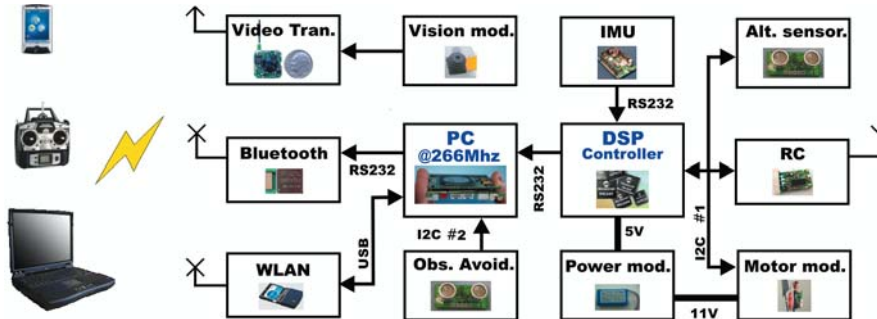 Video Tran.
Vision mod.
IMU
Alt. sensor.
RS232
Bluetooth
PC
@266Mhz
DSP
Controller
RC
RS232
RS232
I2C #1
USB
I2C #2
5V
WLAN
Obs. Avoid.
Power mod.
Motor mod.
11V